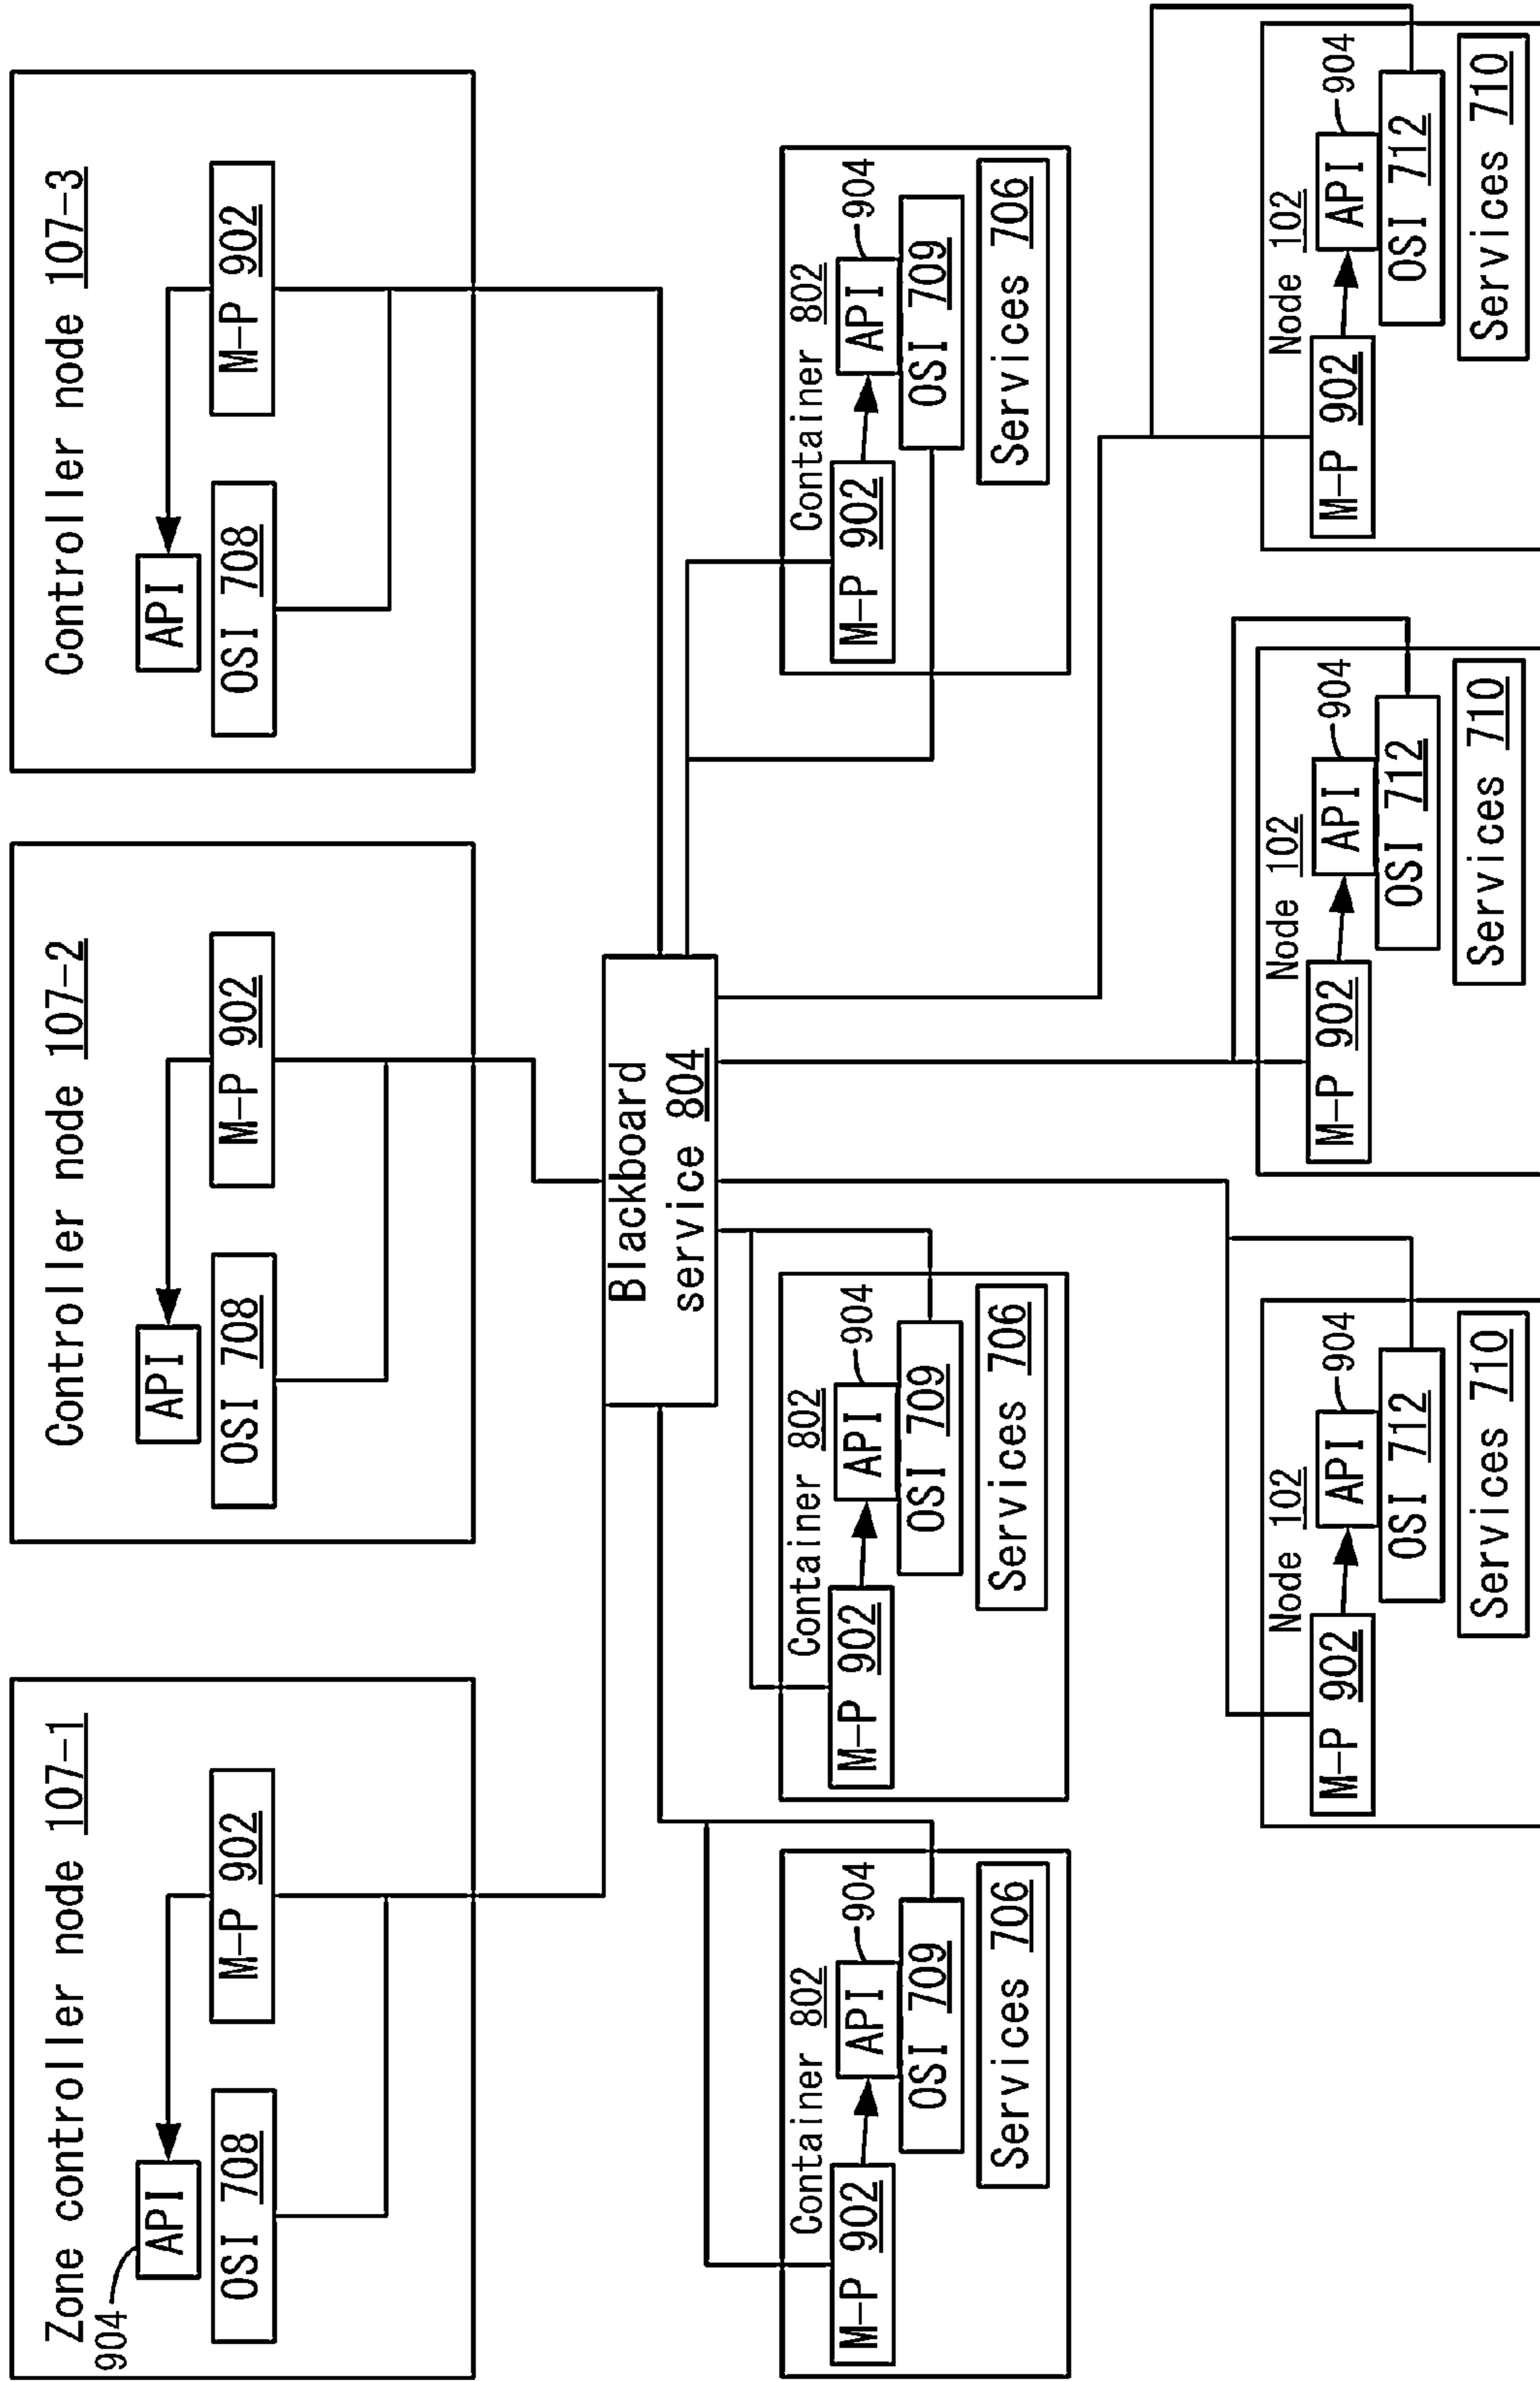 Zone controller node 107-1
904
API
OSI 708
M-P 902
Controller node 107-2
API
OSI 708
M-P 902
Controller node 107-3
API
OSI 708
M-P 902
Blackboard
service 804
Container 802
M-P 902
API
904
OSI 709
Services 706
Container 802
M-P 902
API
904
OSI 709
Services 706
Container 802
M-P 902
API
904
OSI 709
Services 706
Node 102
M-P 902
API
904
OSI 712
Services 710
Node 102
M-P 902
API
904
OSI 712
Services 710
Node 102
M-P 902
API
904
OSI 712
Services 710